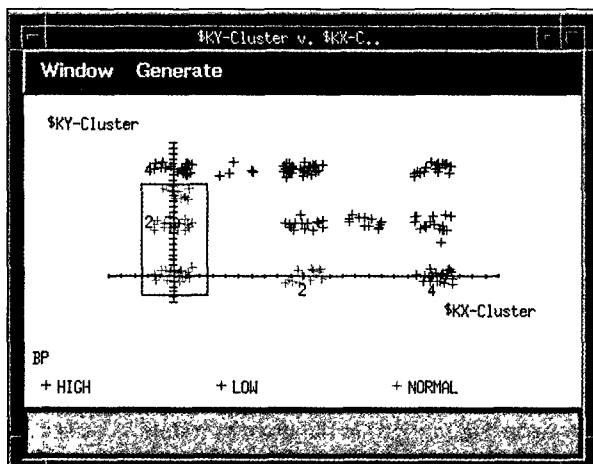 $KY-Cluster v. $KX-C..
Window Generate
$KY-Cluster
4
2
2 4
$KX-Cluster
BP
+ HIGH + LOW + NORMAL